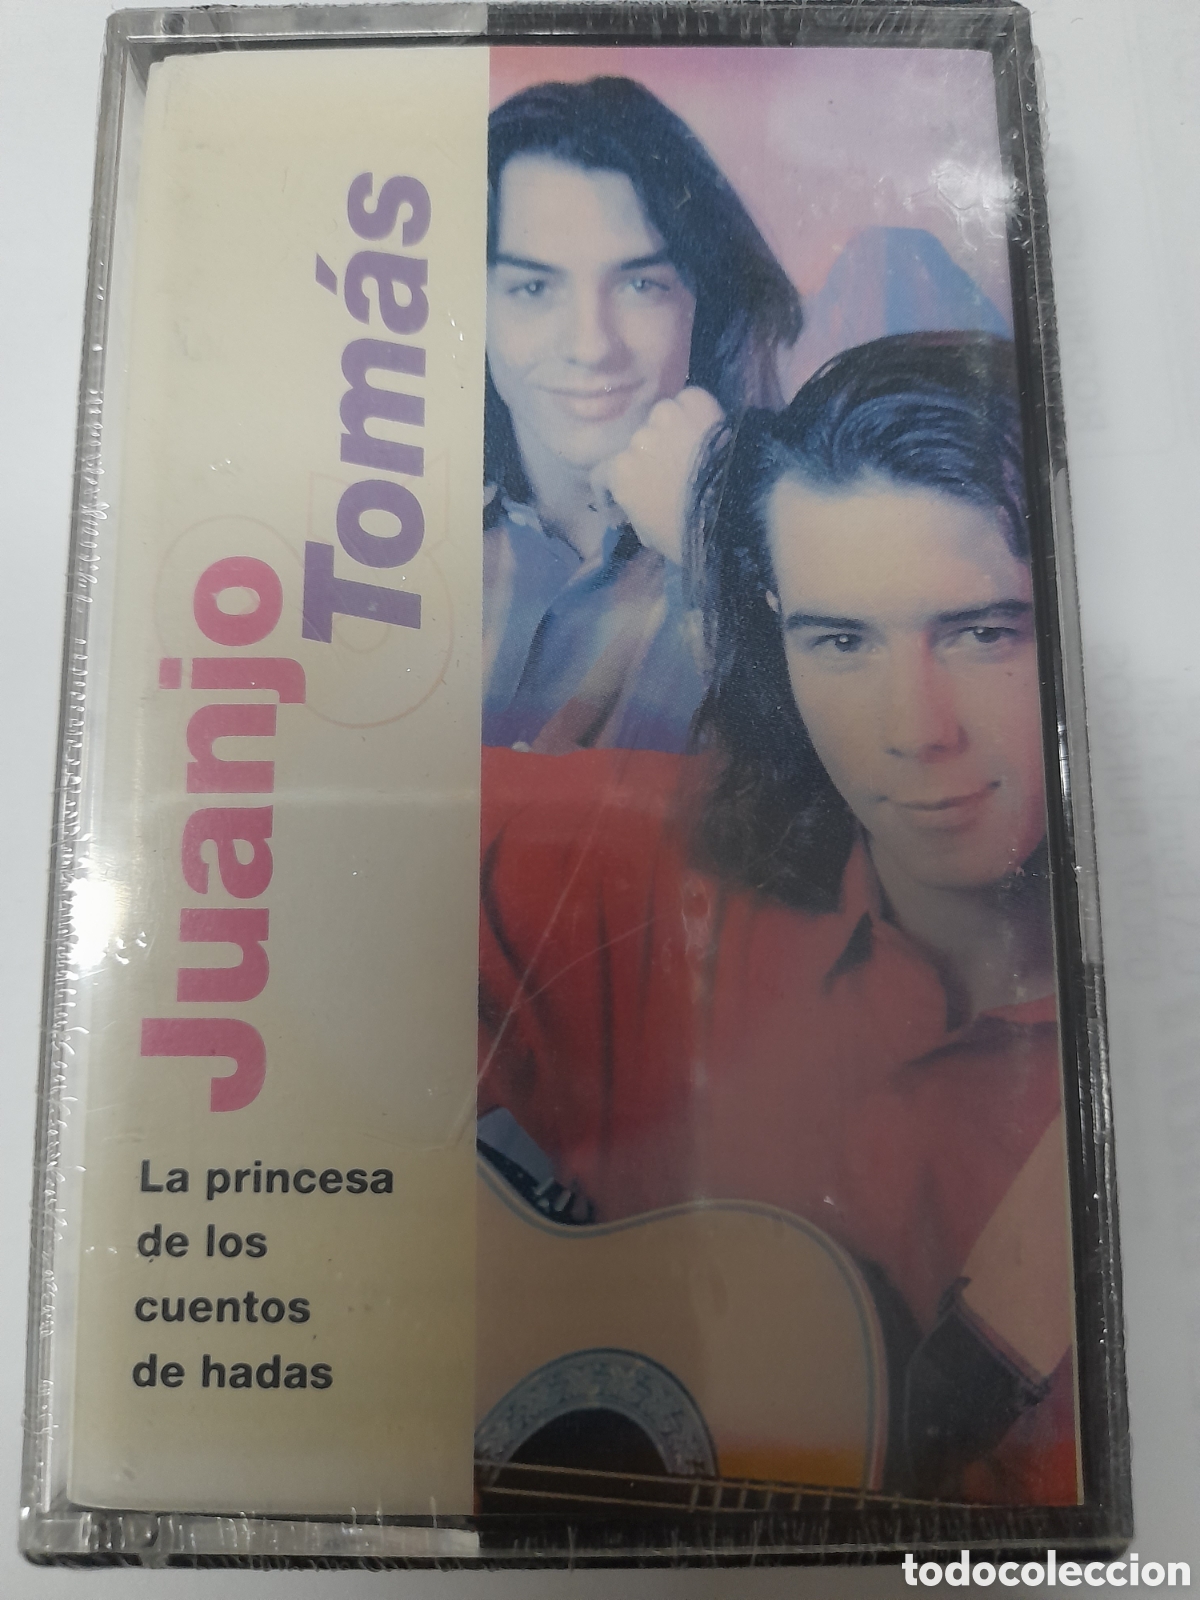 Juanjo
Tomás
La princesa
de los
cuentos
de hadas
todocoleccion